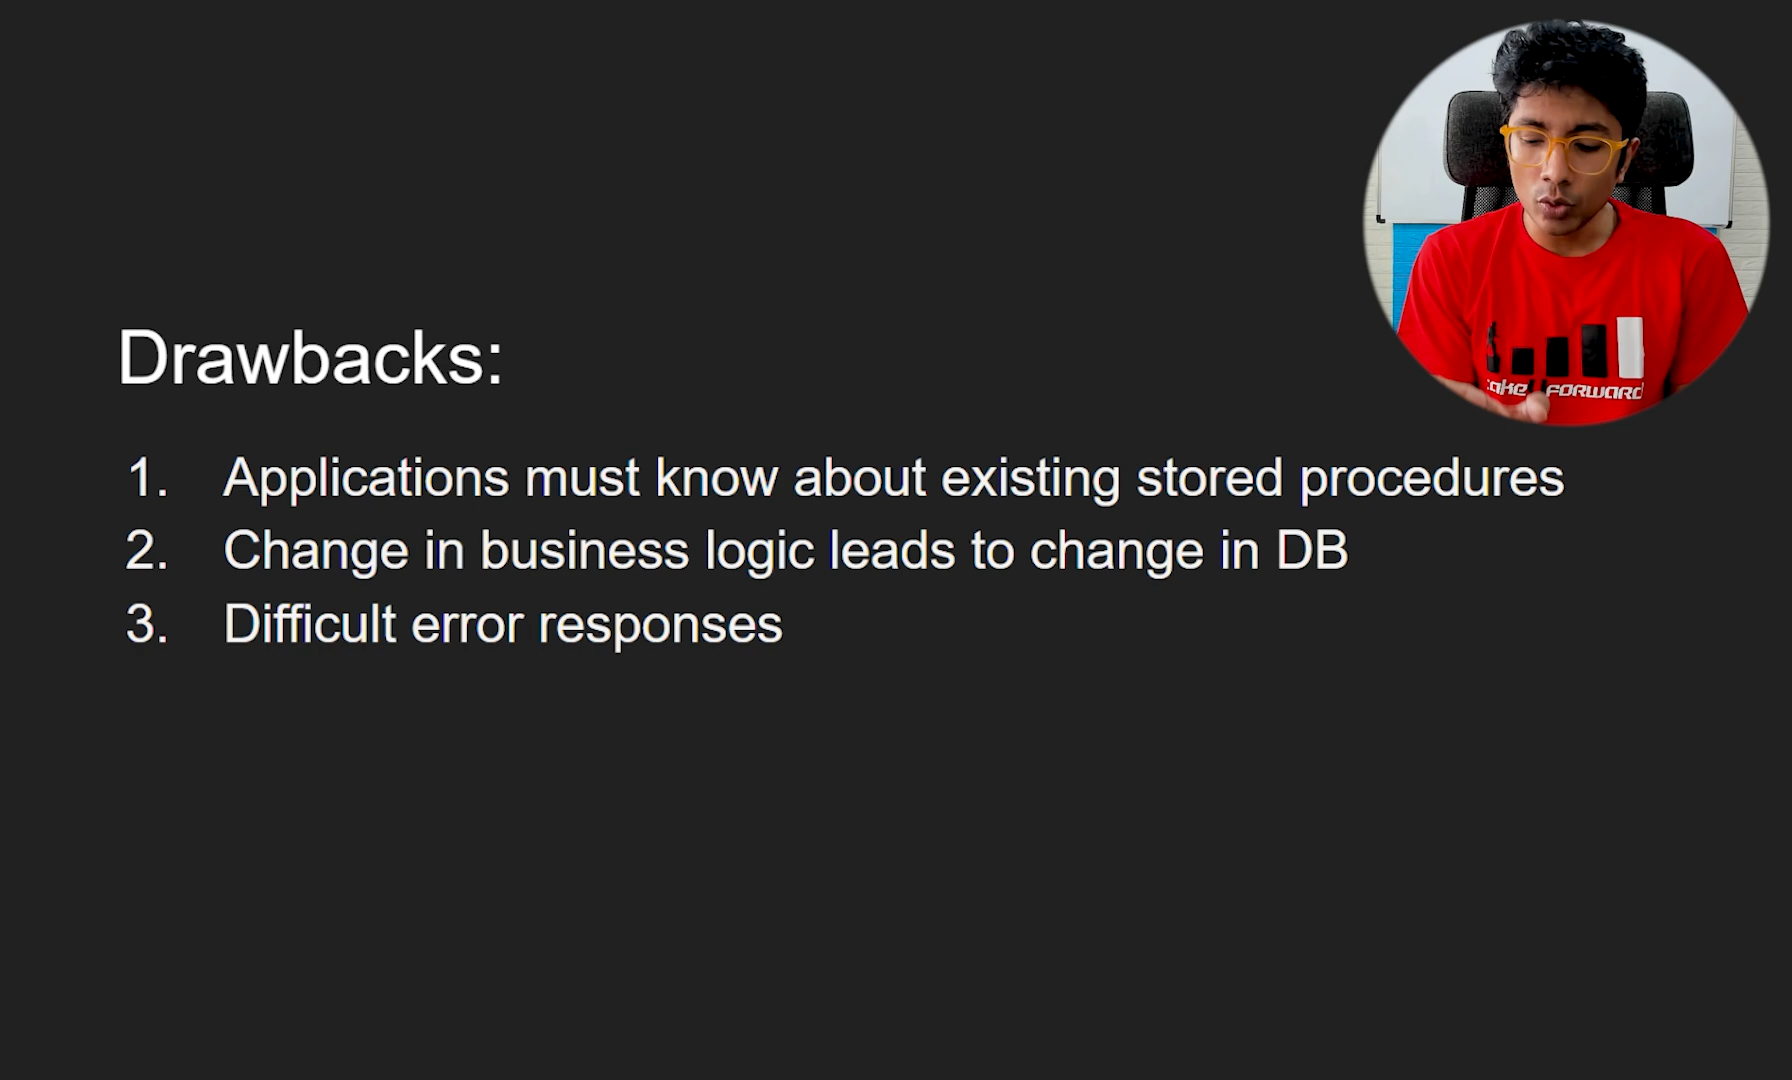 Drawbacks:
1. Applications must know about existing stored procedures
2. Change in business logic leads to change in DB
3. Difficult error responses
FORWARD